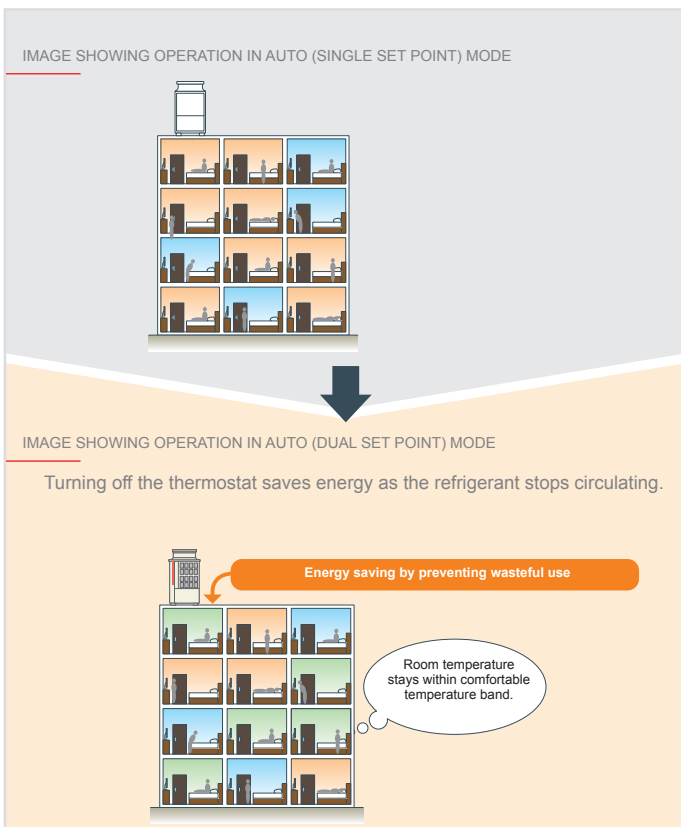 IMAGE SHOWING OPERATION IN AUTO (SINGLE SET POINT) MODE
IMAGE SHOWING OPERATION IN AUTO (DUAL SET POINT) MODE
Turning off the thermostat saves energy as the refrigerant stops circulating.
Energy saving by preventing wasteful use
Room temperature
stays within comfortable
temperature band.